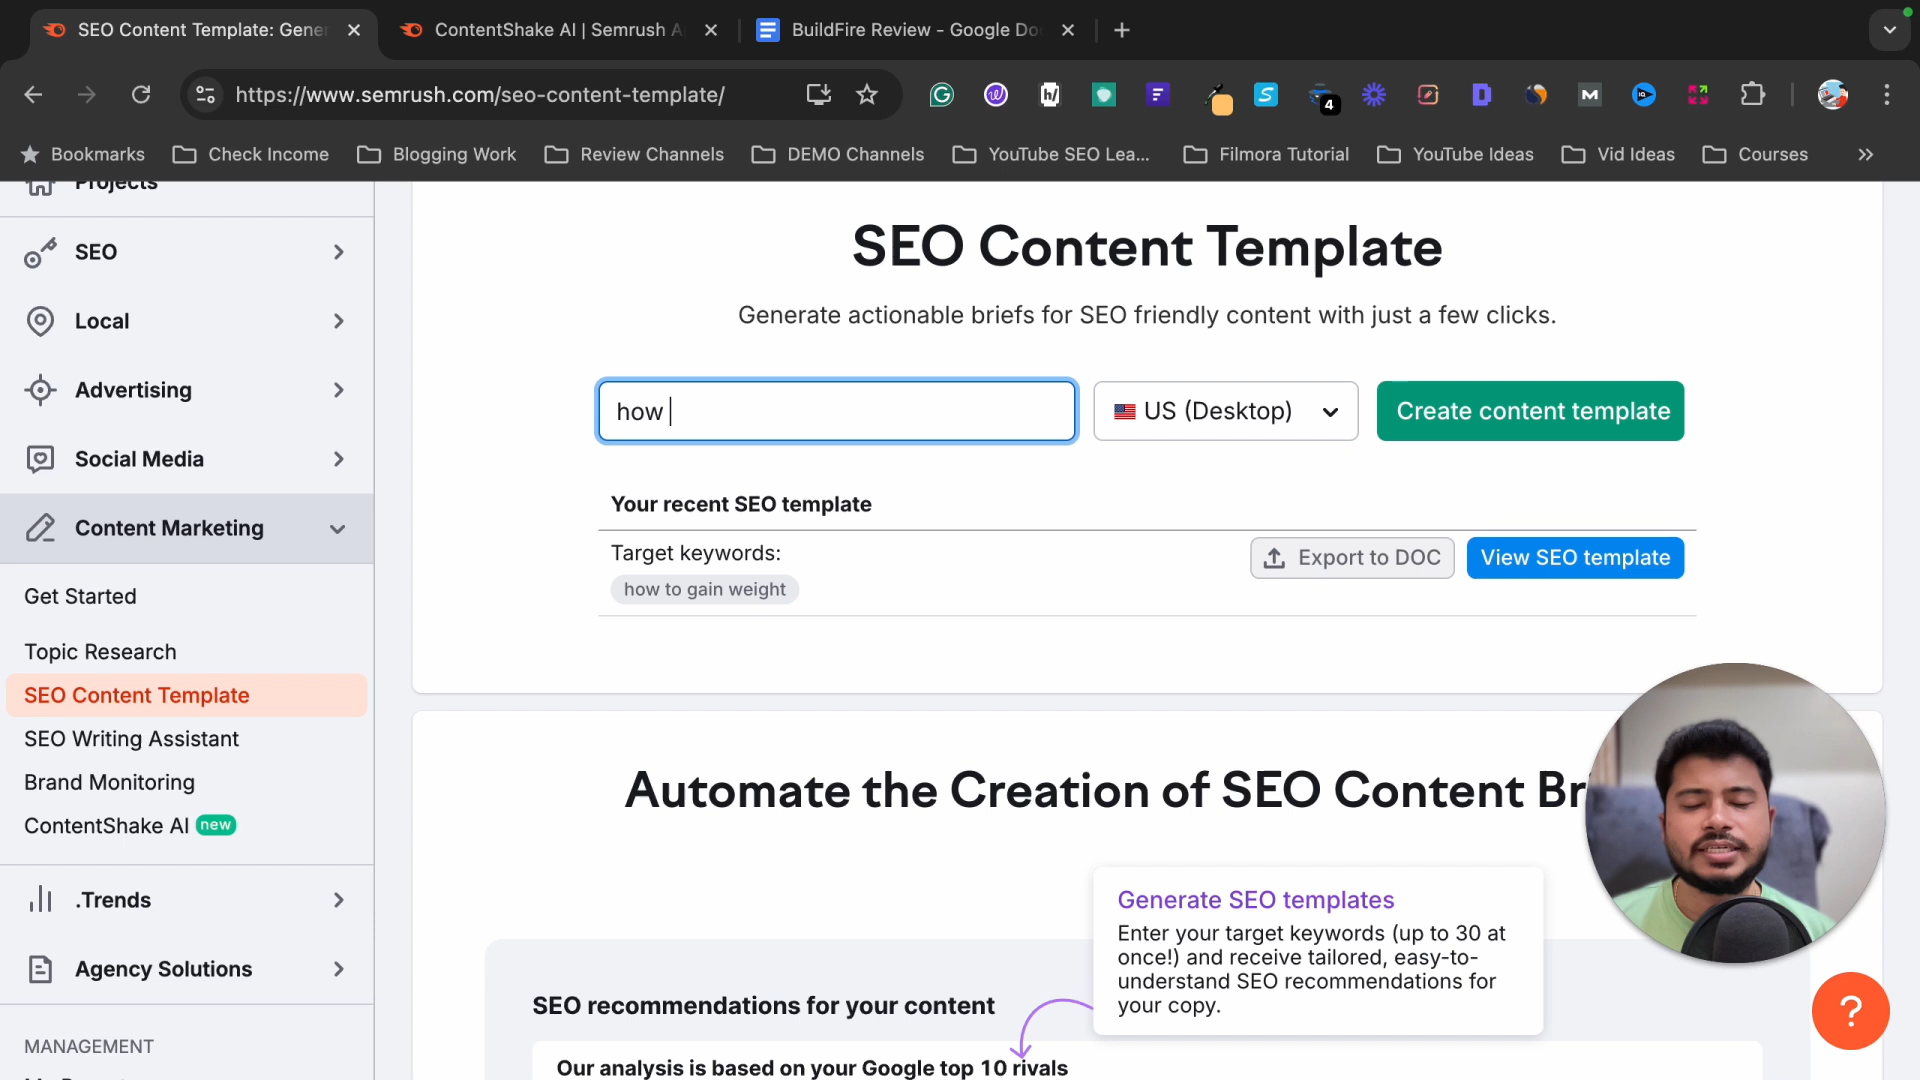 SEO Content Template: Gener
ContentShake AI | Semrush A
BuildFire Review - Google Do
https://www.semrush.com/seo-content-template/
4
Bookmarks
Check Income
Blogging Work
Review Channels
DEMO Channels
YouTube SEO Lea...
Filmora Tutorial
YouTube Ideas
Vid Ideas
Courses
Projects
SEO
Local
Advertising
Social Media
Content Marketing
Get Started
Topic Research
SEO Content Template
SEO Writing Assistant
Brand Monitoring
ContentShake AI new
.Trends
Agency Solutions
MANAGEMENT
SEO Content Template
Generate actionable briefs for SEO friendly content with just a few clicks.
how
US (Desktop)
Create content template
Your recent SEO template
Target keywords:
how to gain weight
Export to DOC
View SEO template
Automate the Creation of SEO Content Br
Generate SEO templates
Enter your target keywords (up to 30 at
once!) and receive tailored, easy-to-
understand SEO recommendations for
your copy.
SEO recommendations for your content
Our analysis is based on your Google top 10 rivals
?